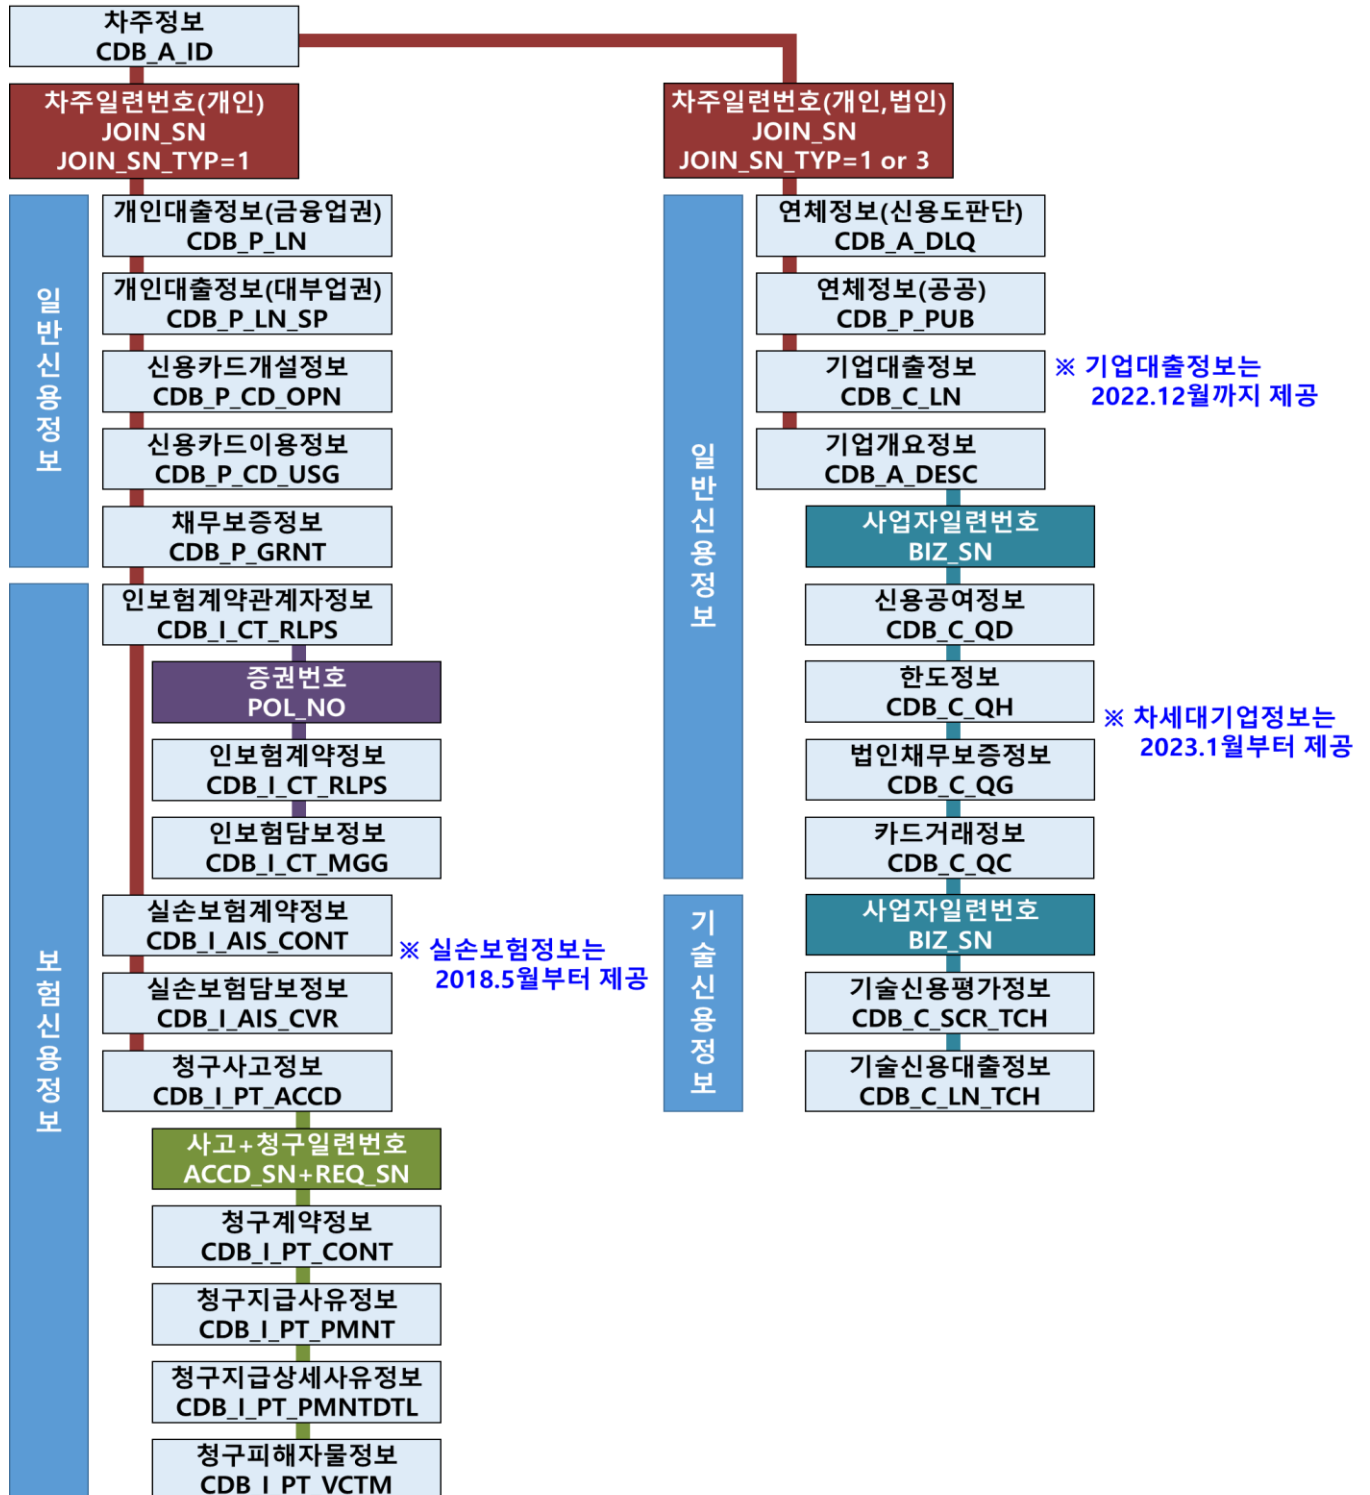 차주정보
CDB_A_ID
차주일련번호(개인)
JOIN_SN
JOIN_SN_TYP=1
일반신용정보
개인대출정보(금융업권)
CDB_P_LN
개인대출정보(대부업권)
CDB_P_LN_SP
신용카드개설정보
CDB_P_CD_OPN
신용카드이용정보
CDB_P_CD_USG
채무보증정보
CDB_P_GRNT
보험신용정보
인보험계약관계자정보
CDB_I_CT_RLPS
증권번호
POL_NO
인보험계약정보
CDB_I_CT_RLPS
인보험담보정보
CDB_I_CT_MGG
실손보험계약정보
CDB_I_AIS_CONT
※ 실손보험정보는
2018.5월부터 제공
실손보험담보정보
CDB_I_AIS_CVR
청구사고정보
CDB_I_PT_ACCD
사고+청구일련번호
ACCD_SN+REQ_SN
청구계약정보
CDB_I_PT_CONT
청구지급사유정보
CDB_I_PT_PMNT
청구지급상세사유정보
CDB_I_PT_PMNTDTL
청구피해자물정보
CDB_I_PT_VCTM
차주일련번호(개인,법인)
JOIN_SN
JOIN_SN_TYP=1 or 3
일반신용정보
연체정보(신용도판단)
CDB_A_DLQ
연체정보(공공)
CDB_P_PUB
기업대출정보
CDB_C_LN
※ 기업대출정보는
2022.12월까지 제공
기업개요정보
CDB_A_DESC
사업자일련번호
BIZ_SN
신용공여정보
CDB_C_QD
한도정보
CDB_C_QH
※ 차세대기업정보는
2023.1월부터 제공
법인채무보증정보
CDB_C_QG
카드거래정보
CDB_C_QC
기술신용정보
사업자일련번호
BIZ_SN
기술신용평가정보
CDB_C_SCR_TCH
기술신용대출정보
CDB_C_LN_TCH